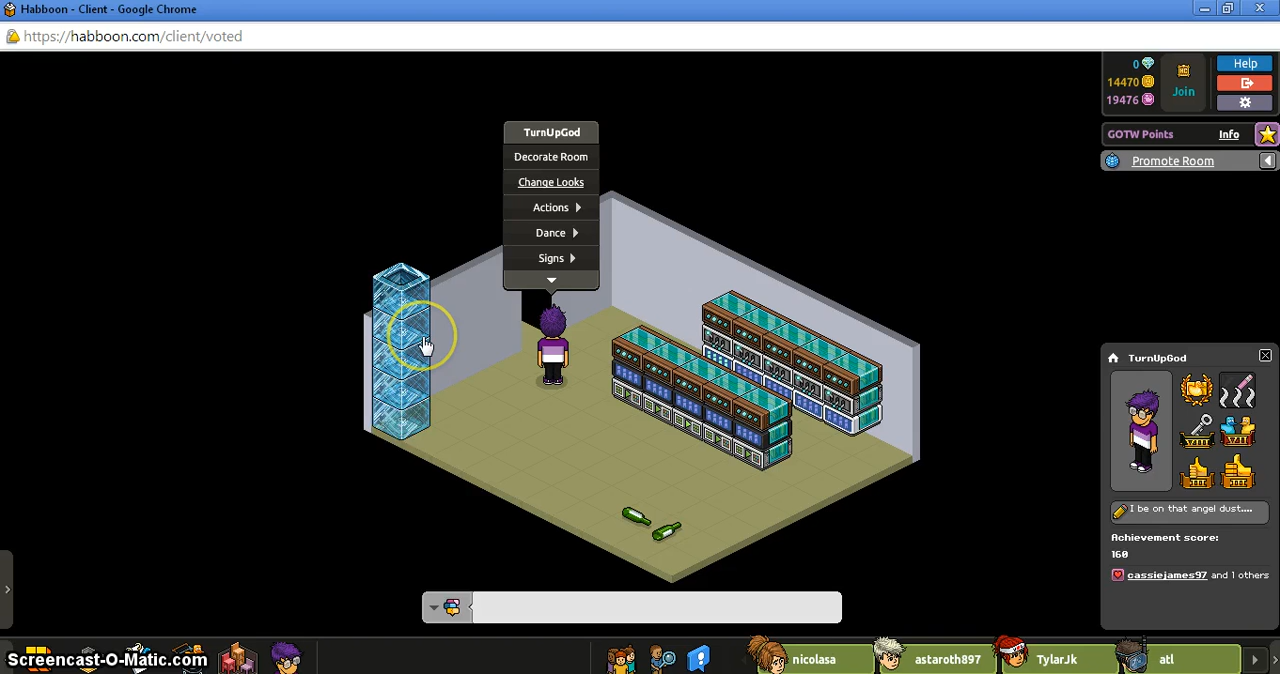 Habboon - Client - Google Chrome
https://habboon.com/client/voted
0
14470
19476
HC
Join
Help
GOTW Points
Info
Promote Room
TurnUpGod
Decorate Room
Change Looks
Actions
Dance
Signs
TurnUpGod
I be on that angel dust....
Achievement score:
160
cassiejames97 and 1 others
Screencast-O-Matic.com
nicolasa
astaroth897
TylarJk
atl